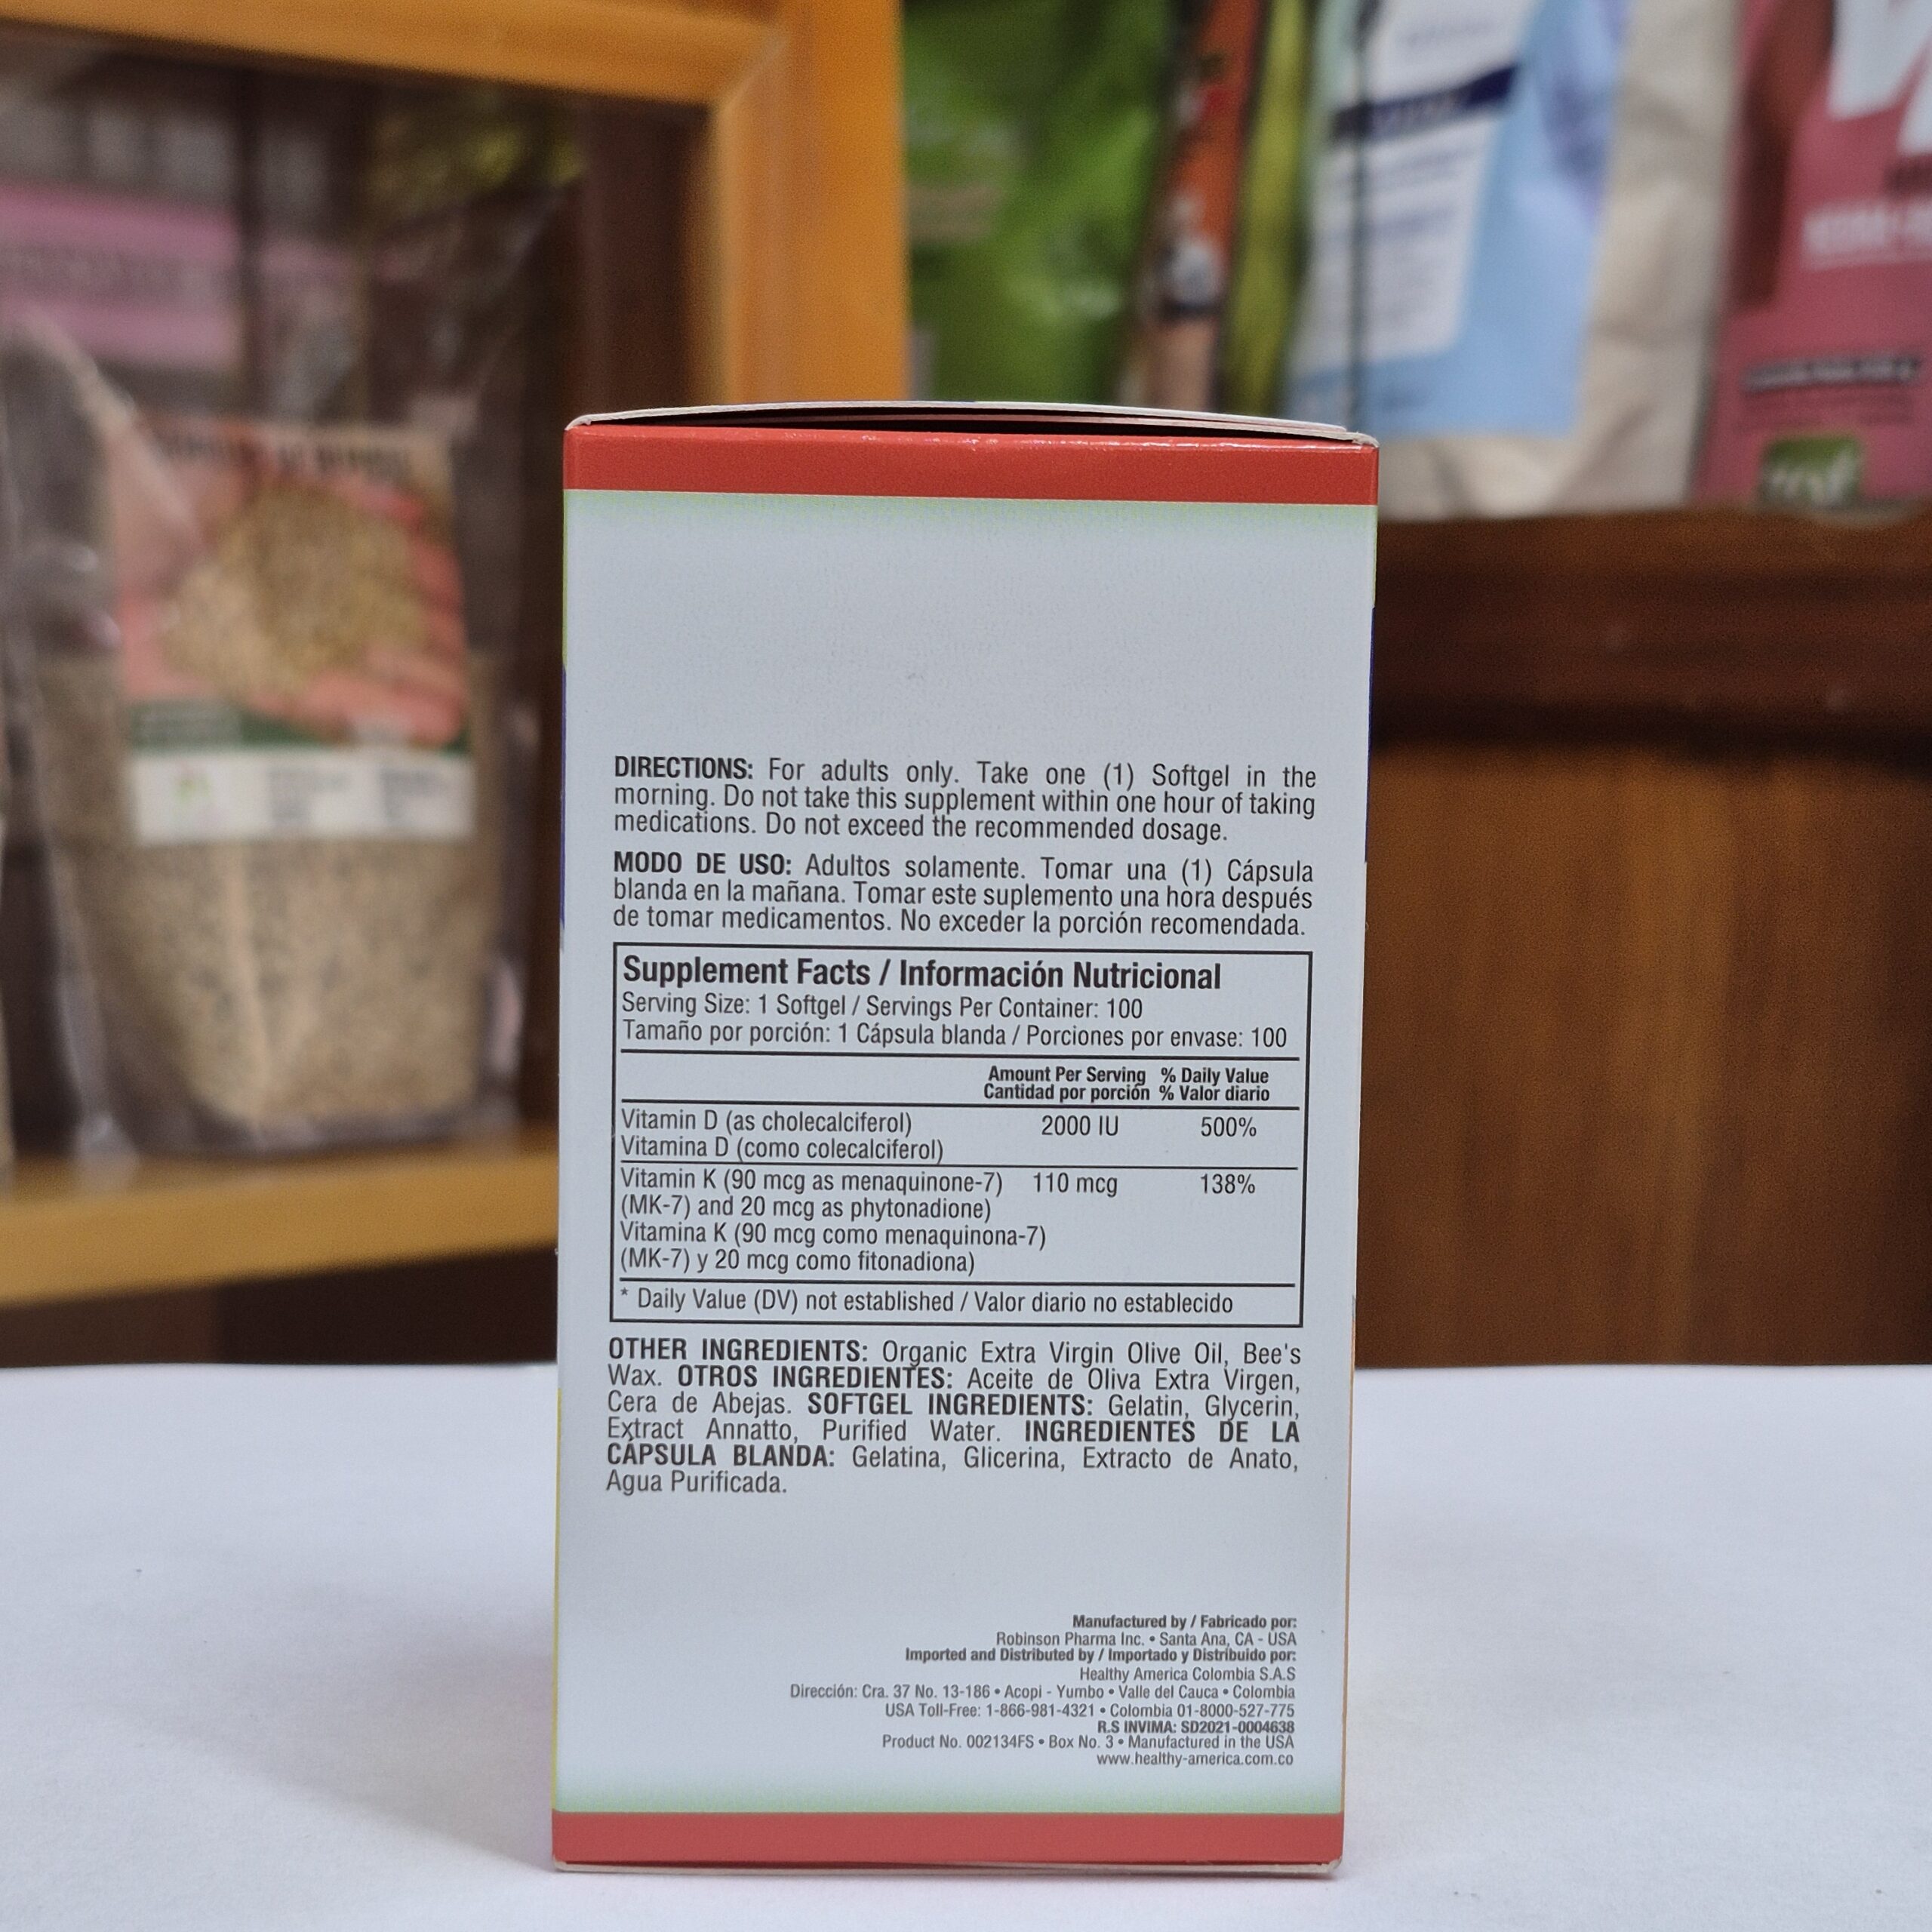 DIRECTIONS: For adults only. Take one (1) Softgel in the
morning. Do not take this supplement within one hour of taking
medications. Do not exceed the recommended dosage.
MODO DE USO: Adultos solamente. Tomar una (1) Cápsula
blanda en la mañana. Tomar este suplemento una hora después
de tomar medicamentos. No exceder la porción recomendada.
Supplement Facts / Información Nutricional
Serving Size: 1 Softgel / Servings Per Container: 100
Tamaño por porción: 1 Cápsula blanda / Porciones por envase: 100
Amount Per Serving % Daily Value
Cantidad por porción % Valor diario
Vitamin D (as cholecalciferol) 2000 IU 500%
Vitamina D (como colecalciferol)
Vitamin K (90 mcg as menaquinone-7) 110 mcg 138%
(MK-7) and 20 mcg as phytonadione)
Vitamina K (90 mcg como menaquinona-7)
(MK-7) y 20 mcg como fitonadiona)
* Daily Value (DV) not established / Valor diario no establecido
OTHER INGREDIENTS: Organic Extra Virgin Olive Oil, Bee's
Wax. OTROS INGREDIENTES: Aceite de Oliva Extra Virgen,
Cera de Abejas. SOFTGEL INGREDIENTS: Gelatin, Glycerin,
Extract Annatto, Purified Water. INGREDIENTES DE LA
CÁPSULA BLANDA: Gelatina, Glicerina, Extracto de Anato,
Agua Purificada.
Manufactured by / Fabricado por:
Robinson Pharma Inc. • Santa Ana, CA - USA
Imported and Distributed by / Importado y Distribuido por:
Healthy America Colombia S.A.S
Dirección: Cra. 37 No. 13-186 • Acopi - Yumbo • Valle del Cauca • Colombia
USA Toll-Free: 1-866-981-4321 • Colombia 01-8000-527-775
R.S INVIMA: SD2021-0004638
Product No. 002134FS • Box No. 3 • Manufactured in the USA
www.healthy-america.com.co